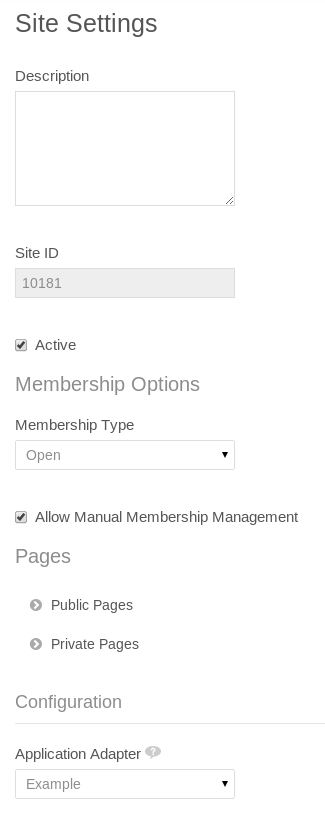 Site Settings
Description
Site ID
10181
Active
Membership Options
Membership Type
Open
Allow Manual Membership Management
Pages
Public Pages
Private Pages
Configuration
Application Adapter ?
Example